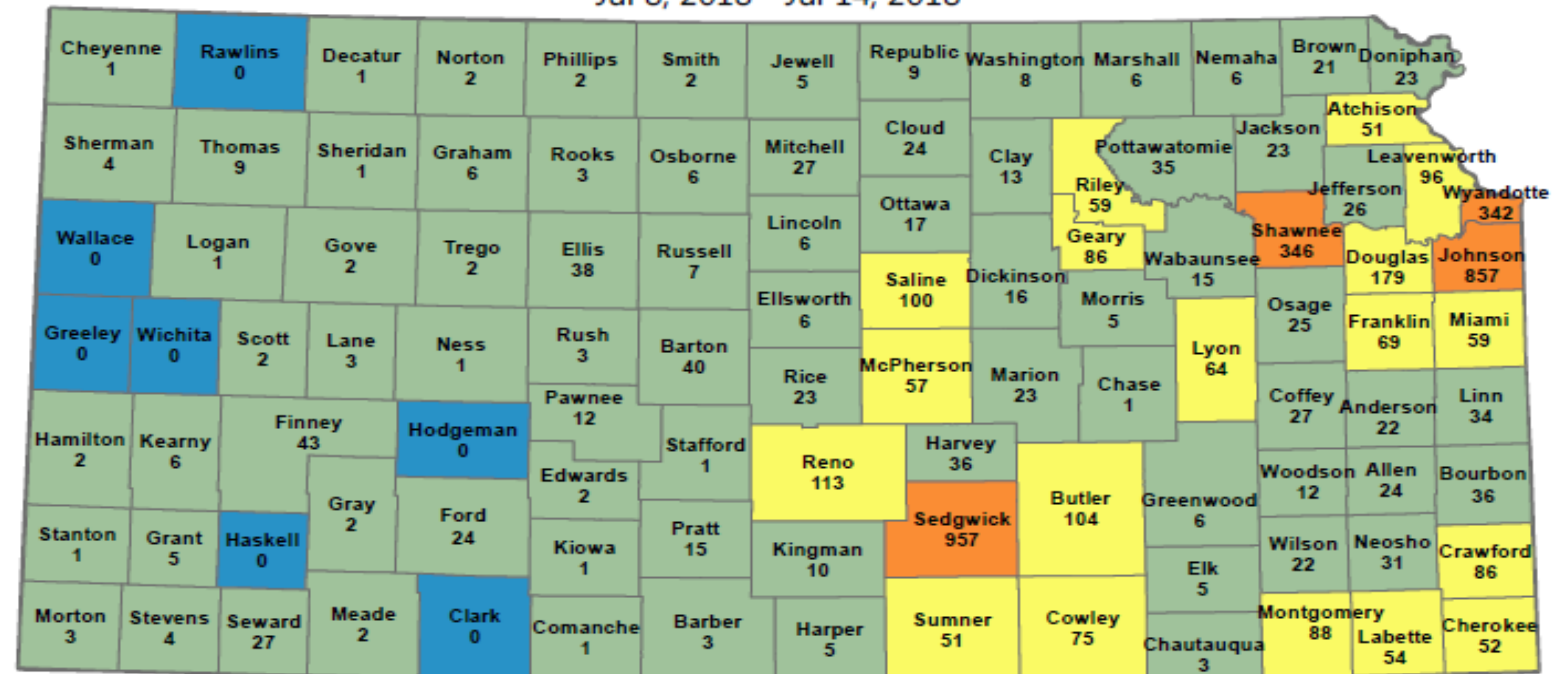 Jul 8, 2018 - Jul 14, 2018
Cheyenne
1
Rawlins
0
Decatur
1
Norton
2
Phillips
2
Smith
2
Jewell
5
Republic
9
Washington
8
Marshall
6
Nemaha
6
Brown
21
Doniphan
23
Sherman
4
Thomas
9
Sheridan
1
Graham
6
Rooks
3
Osborne
6
Mitchell
27
Cloud
24
Clay
13
Riley
59
Pottawatomie
35
Jackson
23
Atchison
51
Jefferson
26
Leavenworth
96
Wyandotte
342
Wallace
0
Logan
1
Gove
2
Trego
2
Ellis
38
Russell
7
Lincoln
6
Ottawa
17
Saline
100
Dickinson
16
Geary
86
Wabaunsee
15
Shawnee
346
Douglas
179
Johnson
857
Greeley
0
Wichita
0
Scott
2
Lane
3
Ness
1
Rush
3
Barton
40
Ellsworth
6
Rice
23
McPherson
57
Marion
23
Morris
5
Chase
1
Lyon
64
Osage
25
Franklin
69
Miami
59
Coffey
27
Anderson
22
Linn
34
Hamilton
2
Kearny
6
Finney
43
Hodgeman
0
Pawnee
12
Stafford
1
Edwards
2
Reno
113
Harvey
36
Sedgwick
957
Butler
104
Greenwood
6
Woodson
12
Allen
24
Bourbon
36
Stanton
1
Grant
5
Haskell
0
Gray
2
Ford
24
Kiowa
1
Pratt
15
Kingman
10
Elk
5
Wilson
22
Neosho
31
Crawford
86
Morton
3
Stevens
4
Seward
27
Meade
2
Clark
0
Comanche
1
Barber
3
Harper
5
Sumner
51
Cowley
75
Chautauqua
3
Montgomery
88
Labette
54
Cherokee
52